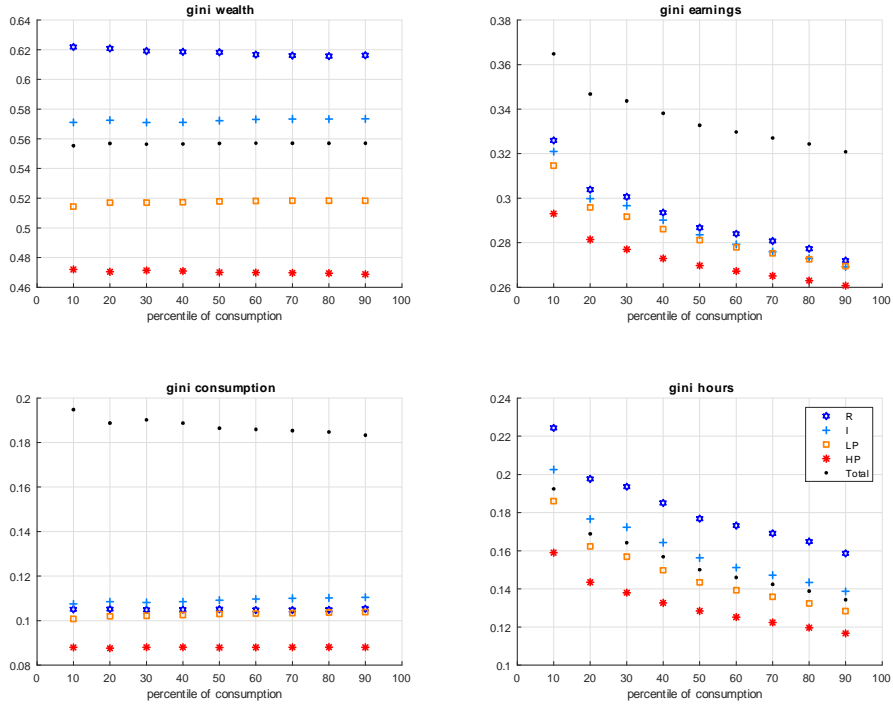 gini wealth
0.64
0.62
0.6
0.58
0.56
0.54
0.52
0.5
0.48
0.46
0 10 20 30 40 50 60 70 80 90 100
percentile of consumption
gini earnings
0.38
0.36
0.34
0.32
0.3
0.28
0.26
0 10 20 30 40 50 60 70 80 90 100
percentile of consumption
gini consumption
0.2
0.18
0.16
0.14
0.12
0.1
0.08
0 10 20 30 40 50 60 70 80 90 100
percentile of consumption
gini hours
0.24
0.22
0.2
0.18
0.16
0.14
0.12
0.1
0 10 20 30 40 50 60 70 80 90 100
percentile of consumption
R
I
LP
HP
Total